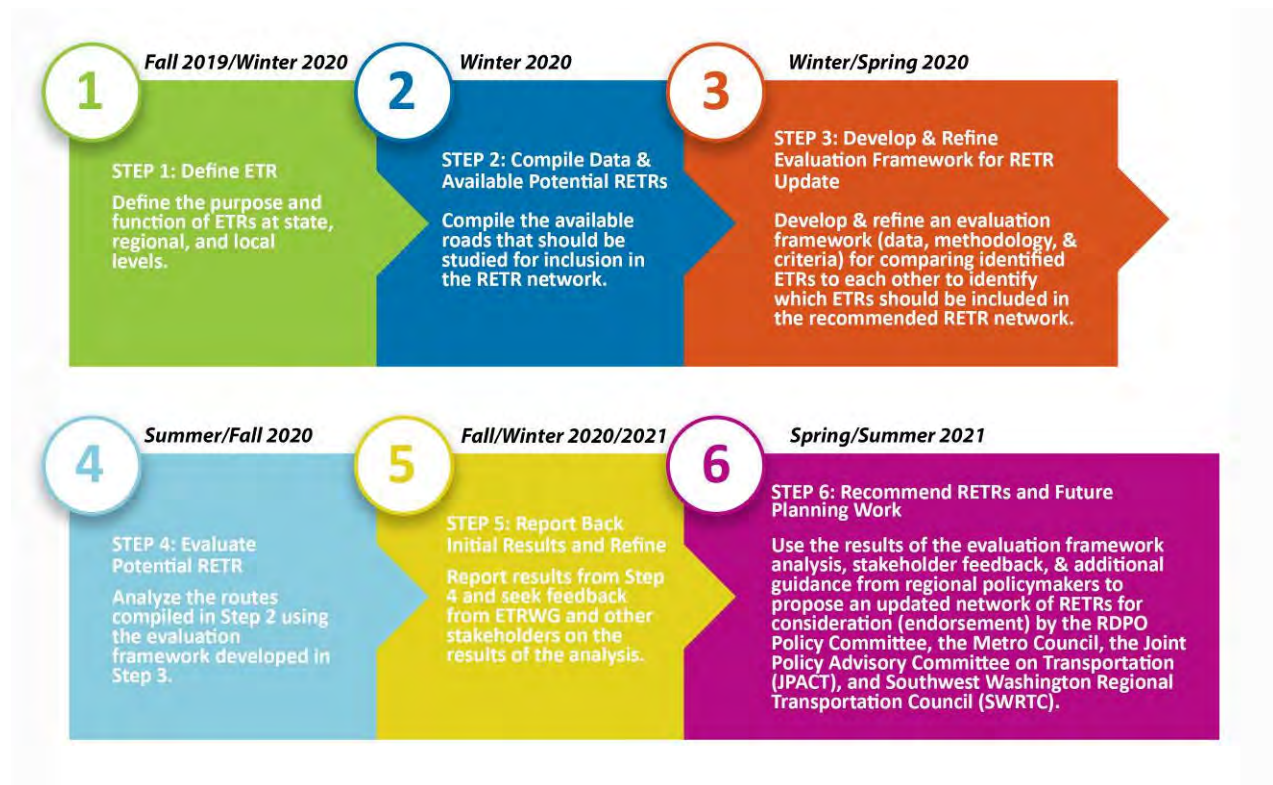 1
Fall 2019/Winter 2020
STEP 1: Define ETR
Define the purpose and
function of ETRs at state,
regional, and local
levels.
2
Winter 2020
STEP 2: Compile Data &
Available Potential RETRs
Compile the available
roads that should be
studied for inclusion in
the RETR network.
3
Winter/Spring 2020
STEP 3: Develop & Refine
Evaluation Framework for RETR
Update
Develop & refine an evaluation
framework (data, methodology, &
criteria) for comparing identified
ETRs to each other to identify
which ETRs should be included in
the recommended RETR network.
4
Summer/Fall 2020
STEP 4: Evaluate
Potential RETR
Analyze the routes
compiled in Step 2 using
the evaluation
framework developed in
Step 3.
5
Fall/Winter 2020/2021
STEP 5: Report Back
Initial Results and Refine
Report results from Step
4 and seek feedback
from ETRWG and other
stakeholders on the
results of the analysis.
6
Spring/Summer 2021
STEP 6: Recommend RETRs and Future
Planning Work
Use the results of the evaluation framework
analysis, stakeholder feedback, & additional
guidance from regional policymakers to
propose an updated network of RETRs for
consideration (endorsement) by the RDPO
Policy Committee, the Metro Council, the Joint
Policy Advisory Committee on Transportation
(JPACT), and Southwest Washington Regional
Transportation Council (SWRTC).